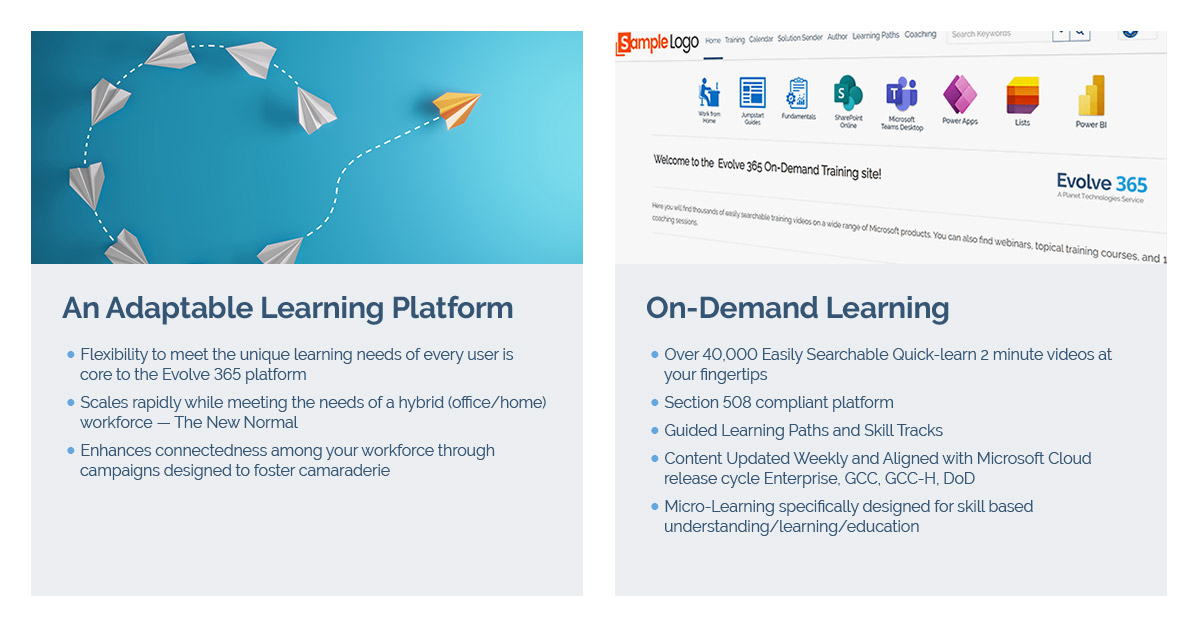 SampleLogo
Home Training Calendar Solution Sender Author Learning Paths Coaching
Search Keywords
Work from Home
Jumpstart Guides
Fundamentals
SharePoint Online
Microsoft Teams Desktop
Power Apps
Lists
Power BI
Welcome to the Evolve 365 On-Demand Training site!
Evolve 365
A Planet Technologies Service
Here you will find thousands of easily searchable training videos on a wide range of Microsoft products. You can also find webinars, topical training courses, and 1
coaching sessions.
An Adaptable Learning Platform
• Flexibility to meet the unique learning needs of every user is
core to the Evolve 365 platform
• Scales rapidly while meeting the needs of a hybrid (office/home)
workforce — The New Normal
• Enhances connectedness among your workforce through
campaigns designed to foster camaraderie
On-Demand Learning
• Over 40,000 Easily Searchable Quick-learn 2 minute videos at
your fingertips
• Section 508 compliant platform
• Guided Learning Paths and Skill Tracks
• Content Updated Weekly and Aligned with Microsoft Cloud
release cycle Enterprise, GCC, GCC-H, DoD
• Micro-Learning specifically designed for skill based
understanding/learning/education